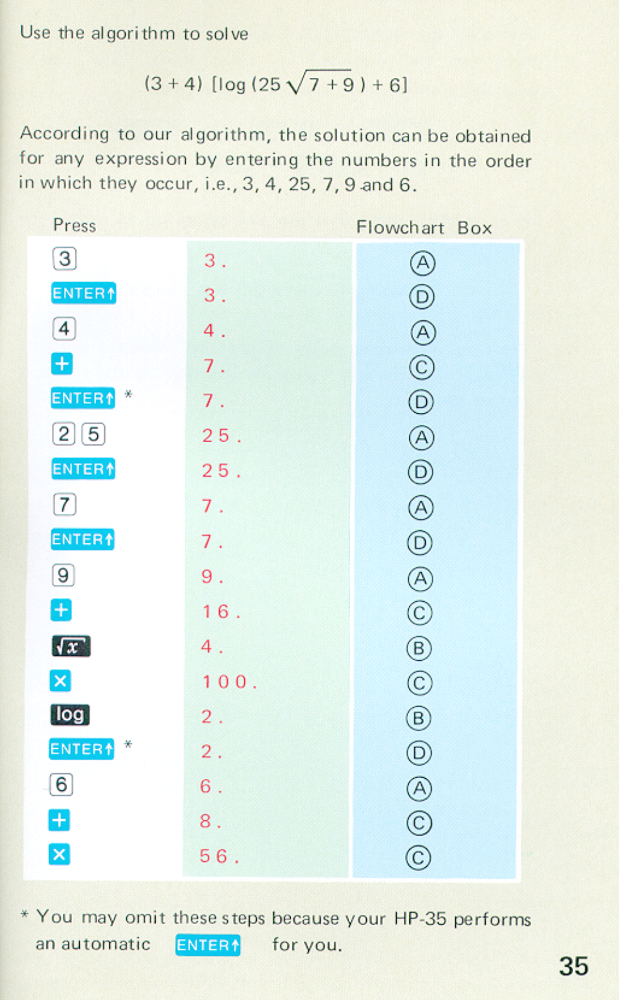 Use the algorithm to solve
(3 + 4) [log (25 √7 + 9 ) + 6]
According to our algorithm, the solution can be obtained
for any expression by entering the numbers in the order
in which they occur, i.e., 3, 4, 25, 7, 9 and 6.
Press Flowchart Box
3 3. A
ENTER↑ 3. D
4 4. A
+ 7. C
ENTER↑ * 7. D
2 5 25. A
ENTER↑ 25. D
7 7. A
ENTER↑ 7. D
9 9. A
+ 16. C
√x 4. B
× 100. C
log 2. B
ENTER↑ * 2. D
6 6. A
+ 8. C
× 56. C
* You may omit these steps because your HP-35 performs
an automatic ENTER↑ for you.
35